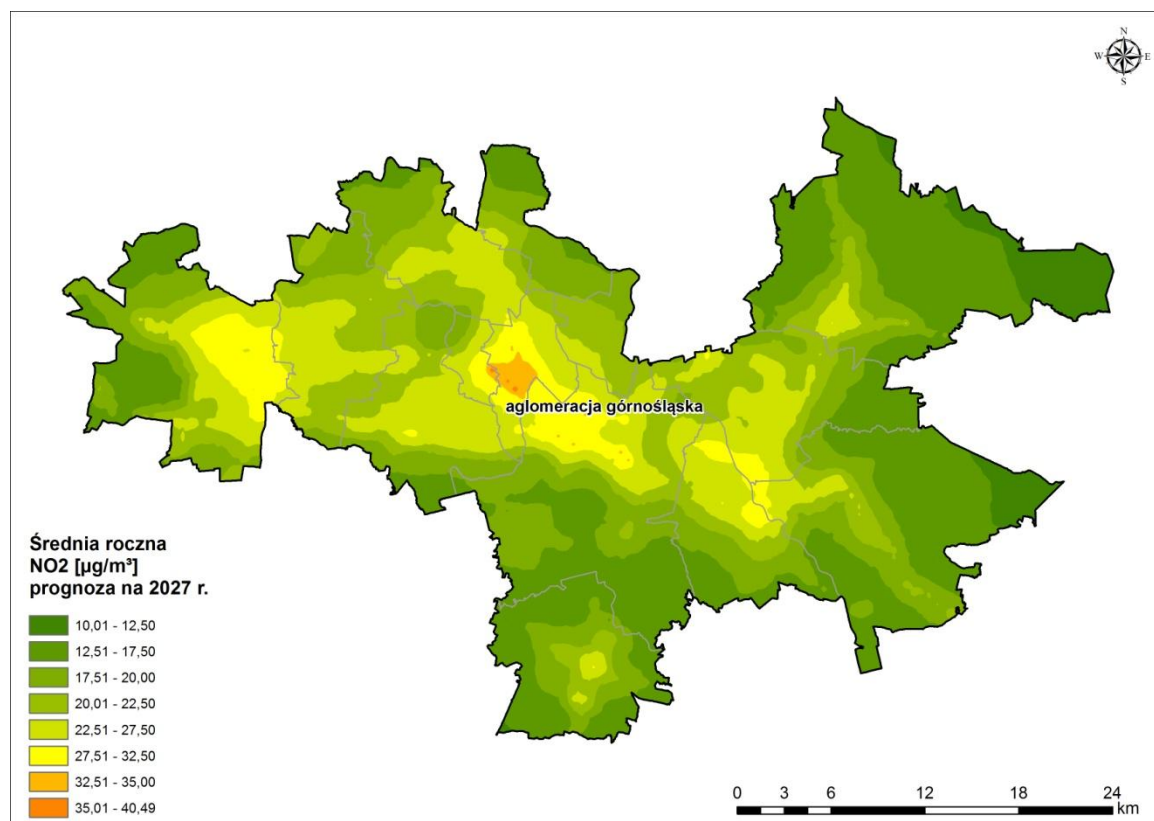 N
W E
S
aglomeracja górnośląska
Średnia roczna
NO2 [µg/m³]
prognoza na 2027 r.
10,01 - 12,50
12,51 - 17,50
17,51 - 20,00
20,01 - 22,50
22,51 - 27,50
27,51 - 32,50
32,51 - 35,00
35,01 - 40,49
0 3 6 12 18 24
km